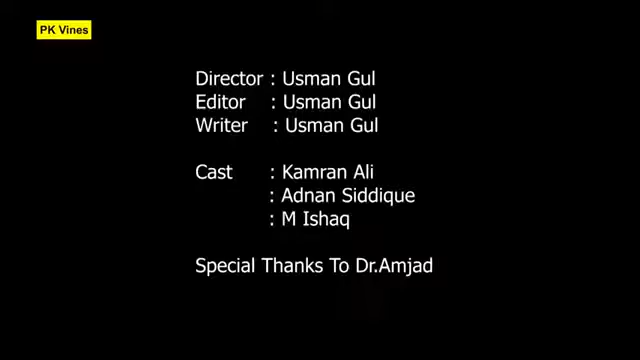 PK Vines
Director : Usman Gul
Editor : Usman Gul
Writer : Usman Gul
Cast : Kamran Ali
: Adnan Siddique
: M Ishaq
Special Thanks To Dr.Amjad